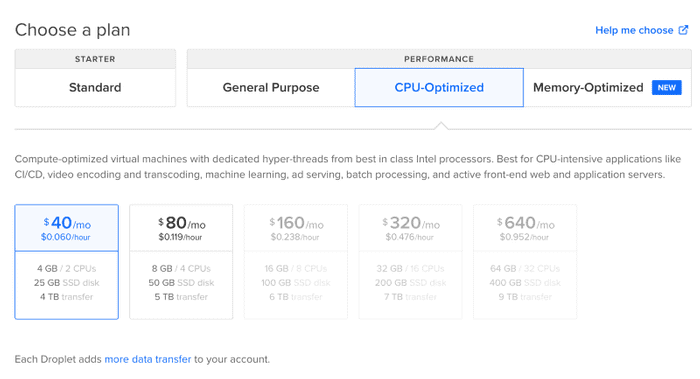 Choose a plan
Help me choose
STARTER
PERFORMANCE
Standard
General Purpose
CPU-Optimized
Memory-Optimized NEW
Compute-optimized virtual machines with dedicated hyper-threads from best in class Intel processors. Best for CPU-intensive applications like
CI/CD, video encoding and transcoding, machine learning, ad serving, batch processing, and active front-end web and application servers.
$ 40/mo
$0.060/hour
4 GB / 2 CPUs
25 GB SSD disk
4 TB transfer
$ 80/mo
$0.119/hour
8 GB / 4 CPUs
50 GB SSD disk
5 TB transfer
$ 160/mo
$0.238/hour
16 GB / 8 CPUs
100 GB SSD disk
6 TB transfer
$ 320/mo
$0.476/hour
32 GB / 16 CPUs
200 GB SSD disk
7 TB transfer
$ 640/mo
$0.952/hour
64 GB / 32 CPUs
400 GB SSD disk
9 TB transfer
Each Droplet adds more data transfer to your account.